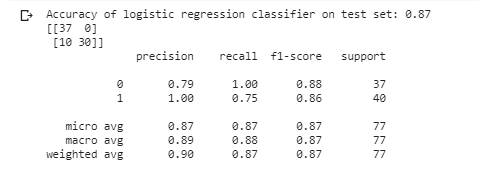 Accuracy of logistic regression classifier on test set: 0.87
[[37 0]
[10 30]]
precision recall f1-score support
0 0.79 1.00 0.88 37
1 1.00 0.75 0.86 40
micro avg 0.87 0.87 0.87 77
macro avg 0.89 0.88 0.87 77
weighted avg 0.90 0.87 0.87 77